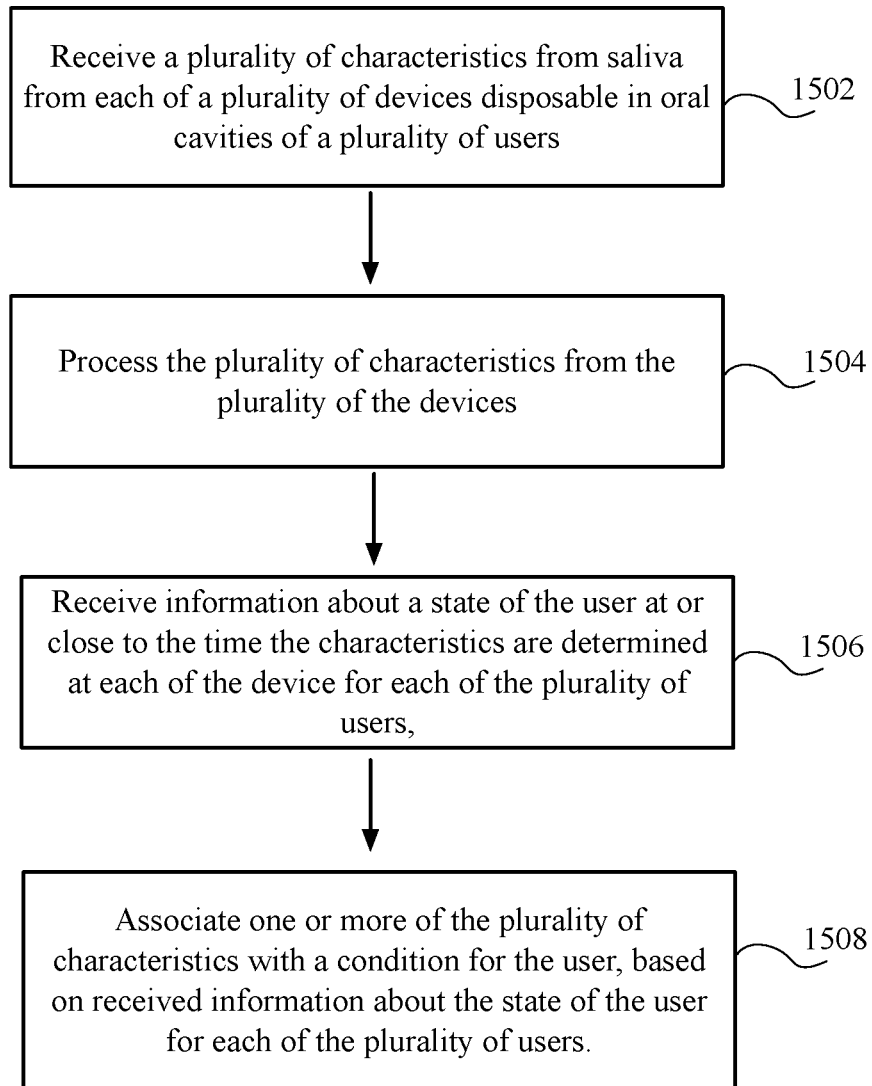 Receive a plurality of characteristics from saliva
from each of a plurality of devices disposable in oral
cavities of a plurality of users
1502
Process the plurality of characteristics from the
plurality of the devices
1504
Receive information about a state of the user at or
close to the time the characteristics are determined
at each of the device for each of the plurality of
users,
1506
Associate one or more of the plurality of
characteristics with a condition for the user, based
on received information about the state of the user
for each of the plurality of users.
1508